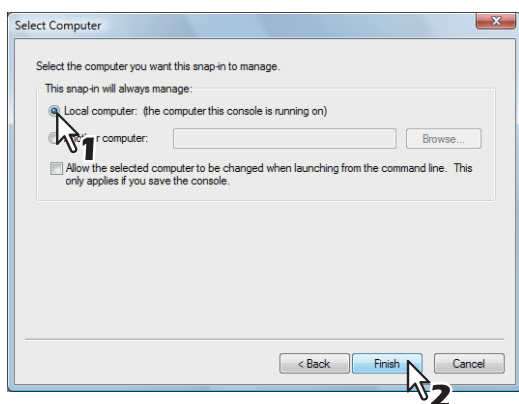 Select Computer
Select the computer you want this snap-in to manage.
This snap-in will always manage:
Local computer: (the computer this console is running on)
r computer:
Browse...
1
Allow the selected computer to be changed when launching from the command line. This
only applies if you save the console.
< Back
Finish
Cancel
2